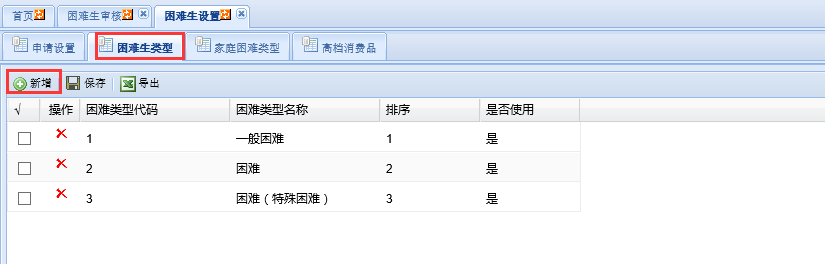 首页 困难生审核 困难生设置
申请设置 困难生类型 家庭困难类型 高档消费品
新增 保存 导出
√ 操作 困难类型代码 困难类型名称 排序 是否使用
1 一般困难 1 是
2 困难 2 是
3 困难（特殊困难） 3 是